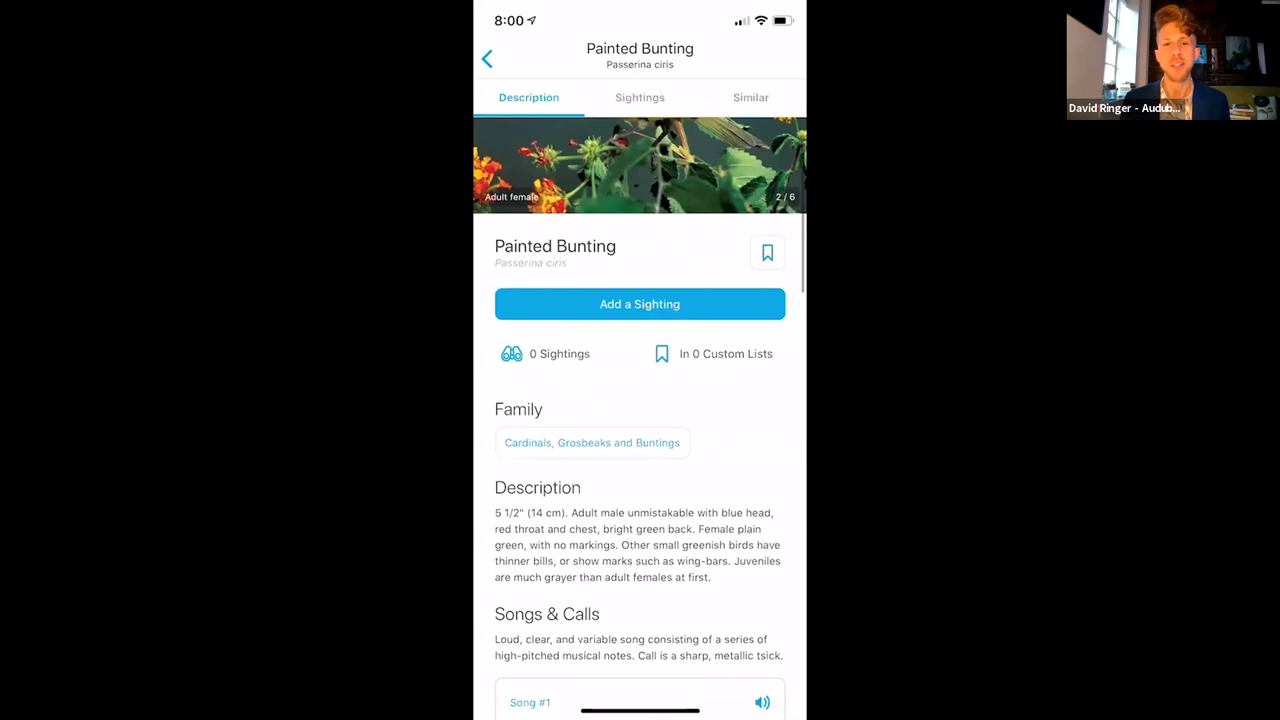 8:00
Painted Bunting
Passerina ciris
Description
Sightings
Similar
Adult female
2 / 6
Painted Bunting
Passerina ciris
Add a Sighting
0 Sightings
In 0 Custom Lists
Family
Cardinals, Grosbeaks and Buntings
Description
5 1/2" (14 cm). Adult male unmistakable with blue head,
red throat and chest, bright green back. Female plain
green, with no markings. Other small greenish birds have
thinner bills, or show marks such as wing-bars. Juveniles
are much grayer than adult females at first.
Songs & Calls
Loud, clear, and variable song consisting of a series of
high-pitched musical notes. Call is a sharp, metallic tsick.
Song #1
David Ringer - Audub...